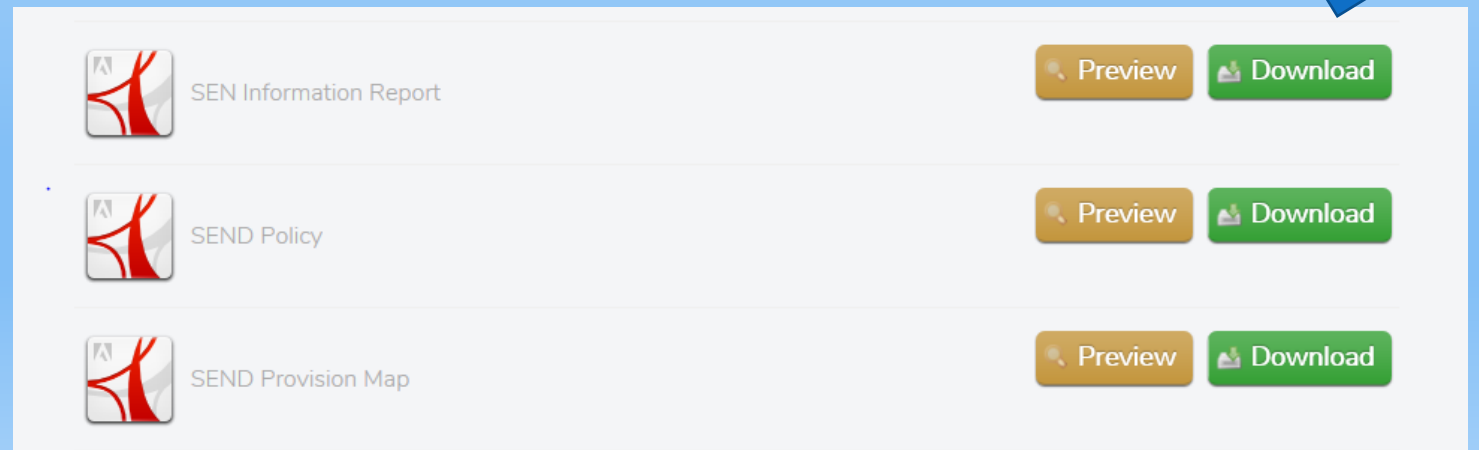 SEN Information Report
Preview
Download
SEND Policy
Preview
Download
SEND Provision Map
Preview
Download